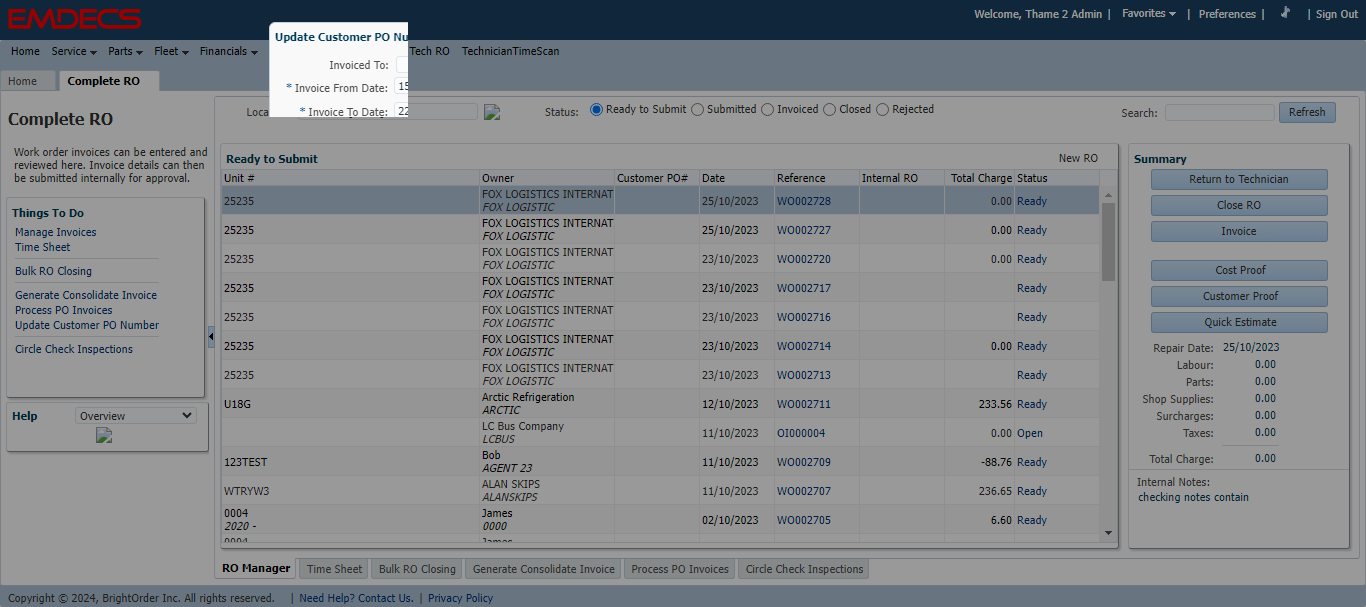 EMDECS
Welcome, Thame 2 Admin | Favorites | Preferences | | Sign Out
Home Service Parts Fleet Financials Tech RO TechnicianTimeScan
Home Complete RO
Update Customer PO Nu
Invoiced To:
* Invoice From Date: 15
* Invoice To Date: 22
Loca
Status: Ready to Submit Submitted Invoiced Closed Rejected
Search: Refresh
Complete RO
Work order invoices can be entered and
reviewed here. Invoice details can then
be submitted internally for approval.
Things To Do
Manage Invoices
Time Sheet
Bulk RO Closing
Generate Consolidate Invoice
Process PO Invoices
Update Customer PO Number
Circle Check Inspections
Help Overview
Ready to Submit New RO
Unit # Owner Customer PO# Date Reference Internal RO Total Charge Status
25235 FOX LOGISTICS INTERNAT 25/10/2023 WO002728 0.00 Ready
FOX LOGISTIC
25235 FOX LOGISTICS INTERNAT 25/10/2023 WO002727 0.00 Ready
FOX LOGISTIC
25235 FOX LOGISTICS INTERNAT 23/10/2023 WO002720 0.00 Ready
FOX LOGISTIC
25235 FOX LOGISTICS INTERNAT 23/10/2023 WO002717 Ready
FOX LOGISTIC
25235 FOX LOGISTICS INTERNAT 23/10/2023 WO002716 Ready
FOX LOGISTIC
25235 FOX LOGISTICS INTERNAT 23/10/2023 WO002714 0.00 Ready
FOX LOGISTIC
25235 FOX LOGISTICS INTERNAT 23/10/2023 WO002713 Ready
FOX LOGISTIC
U18G Arctic Refrigeration 12/10/2023 WO002711 233.56 Ready
ARCTIC
LC Bus Company 11/10/2023 OI000004 0.00 Open
LCBUS
123TEST Bob 11/10/2023 WO002709 -88.76 Ready
AGENT 23
WTRYW3 ALAN SKIPS 11/10/2023 WO002707 236.65 Ready
ALANSKIPS
0004 James 02/10/2023 WO002705 6.60 Ready
2020 - 0000
0004 James
Summary
Return to Technician
Close RO
Invoice
Cost Proof
Customer Proof
Quick Estimate
Repair Date: 25/10/2023
Labour: 0.00
Parts: 0.00
Shop Supplies: 0.00
Surcharges: 0.00
Taxes: 0.00
Total Charge: 0.00
Internal Notes:
checking notes contain
RO Manager Time Sheet Bulk RO Closing Generate Consolidate Invoice Process PO Invoices Circle Check Inspections
Copyright © 2024, BrightOrder Inc. All rights reserved. | Need Help? Contact Us. | Privacy Policy